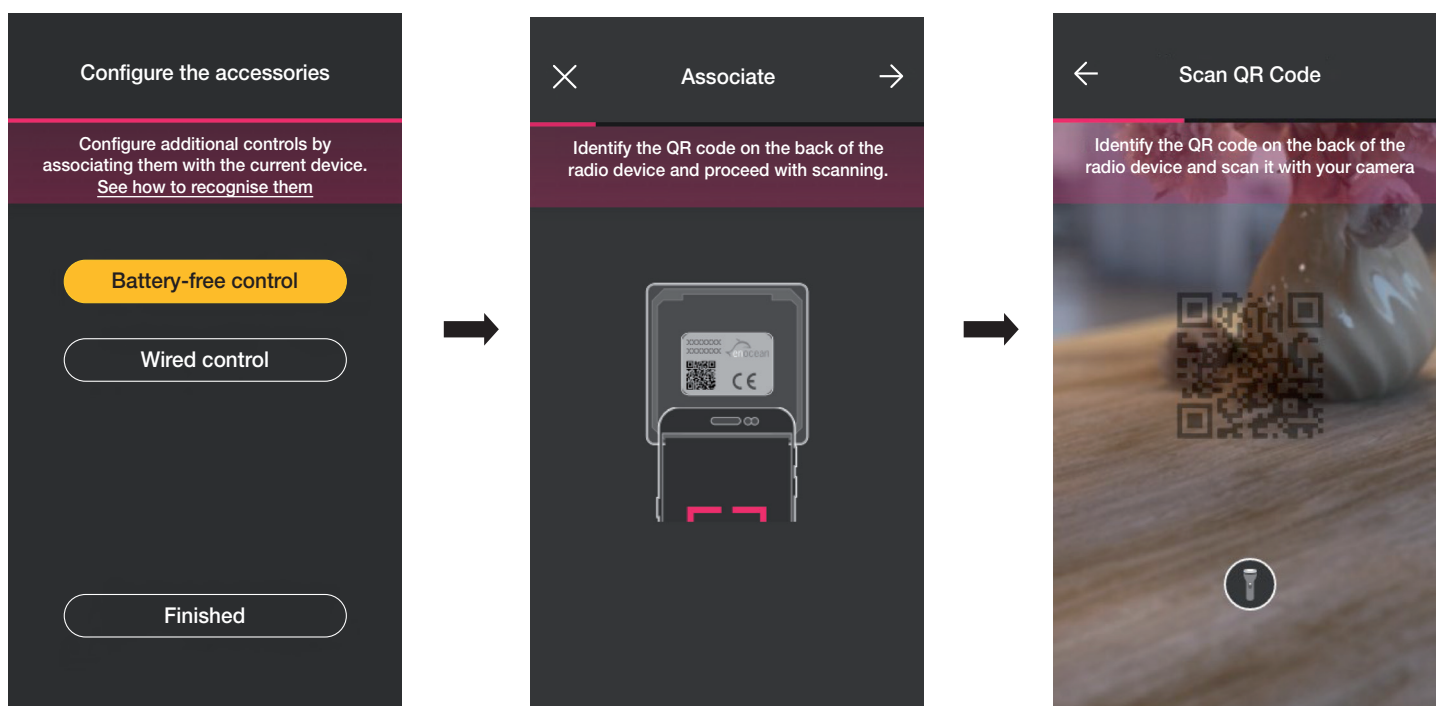 Configure the accessories
Configure additional controls by
associating them with the current device.
See how to recognise them
Battery-free control
Wired control
Finished
Associate
Identify the QR code on the back of the
radio device and proceed with scanning.
XXXXXXX
XXXXXXX
enocean
CE
Scan QR Code
Identify the QR code on the back of the
radio device and scan it with your camera